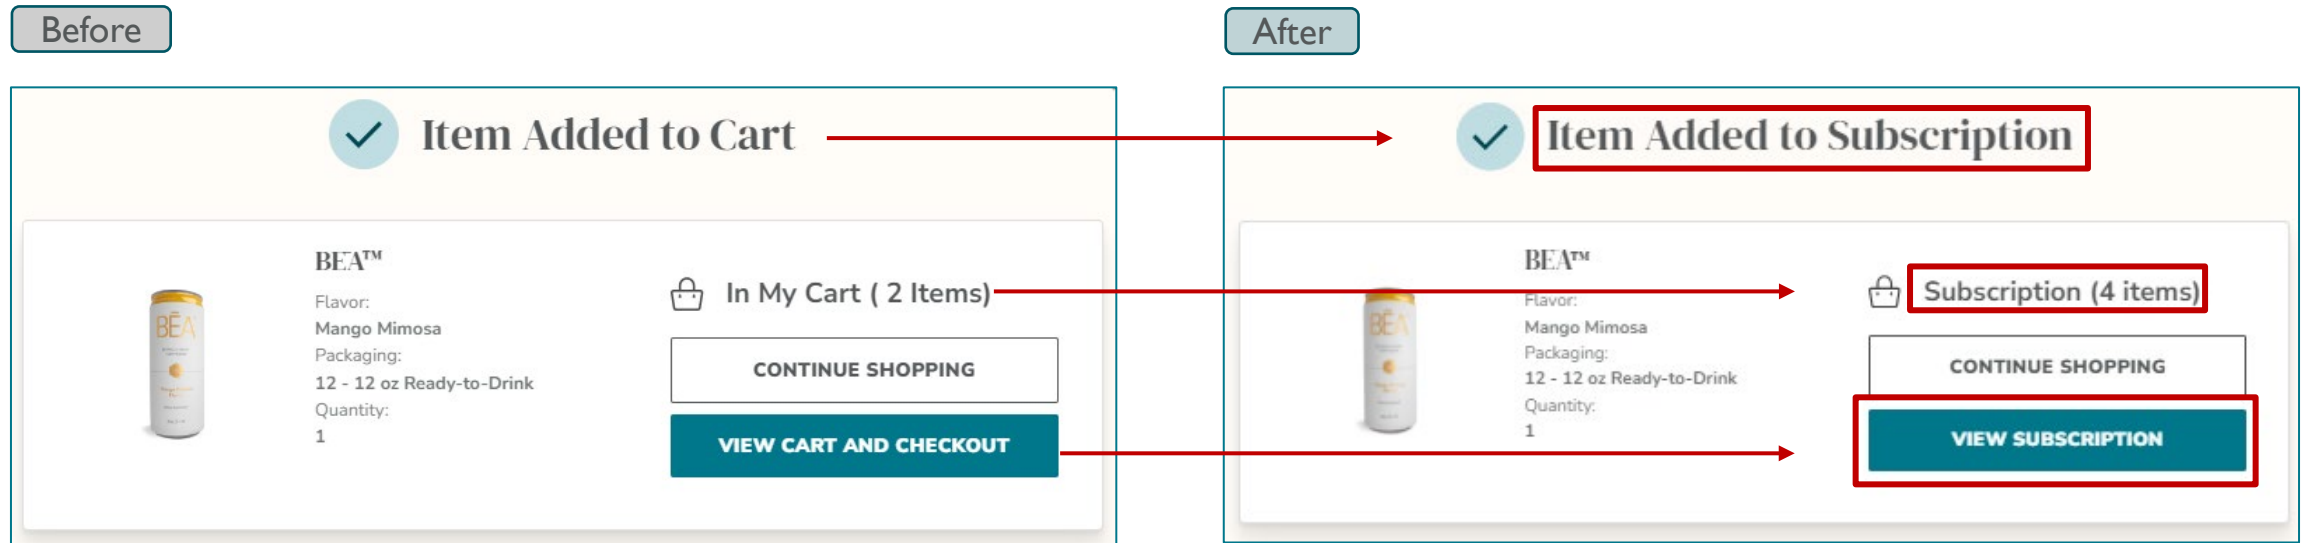 Before
After
Item Added to Cart
Item Added to Subscription
BEA™
Flavor:
Mango Mimosa
Packaging:
12 - 12 oz Ready-to-Drink
Quantity:
1
BĒA
In My Cart ( 2 Items)
CONTINUE SHOPPING
VIEW CART AND CHECKOUT
BEA™
Flavor:
Mango Mimosa
Packaging:
12 - 12 oz Ready-to-Drink
Quantity:
1
BĒA
Subscription (4 items)
CONTINUE SHOPPING
VIEW SUBSCRIPTION